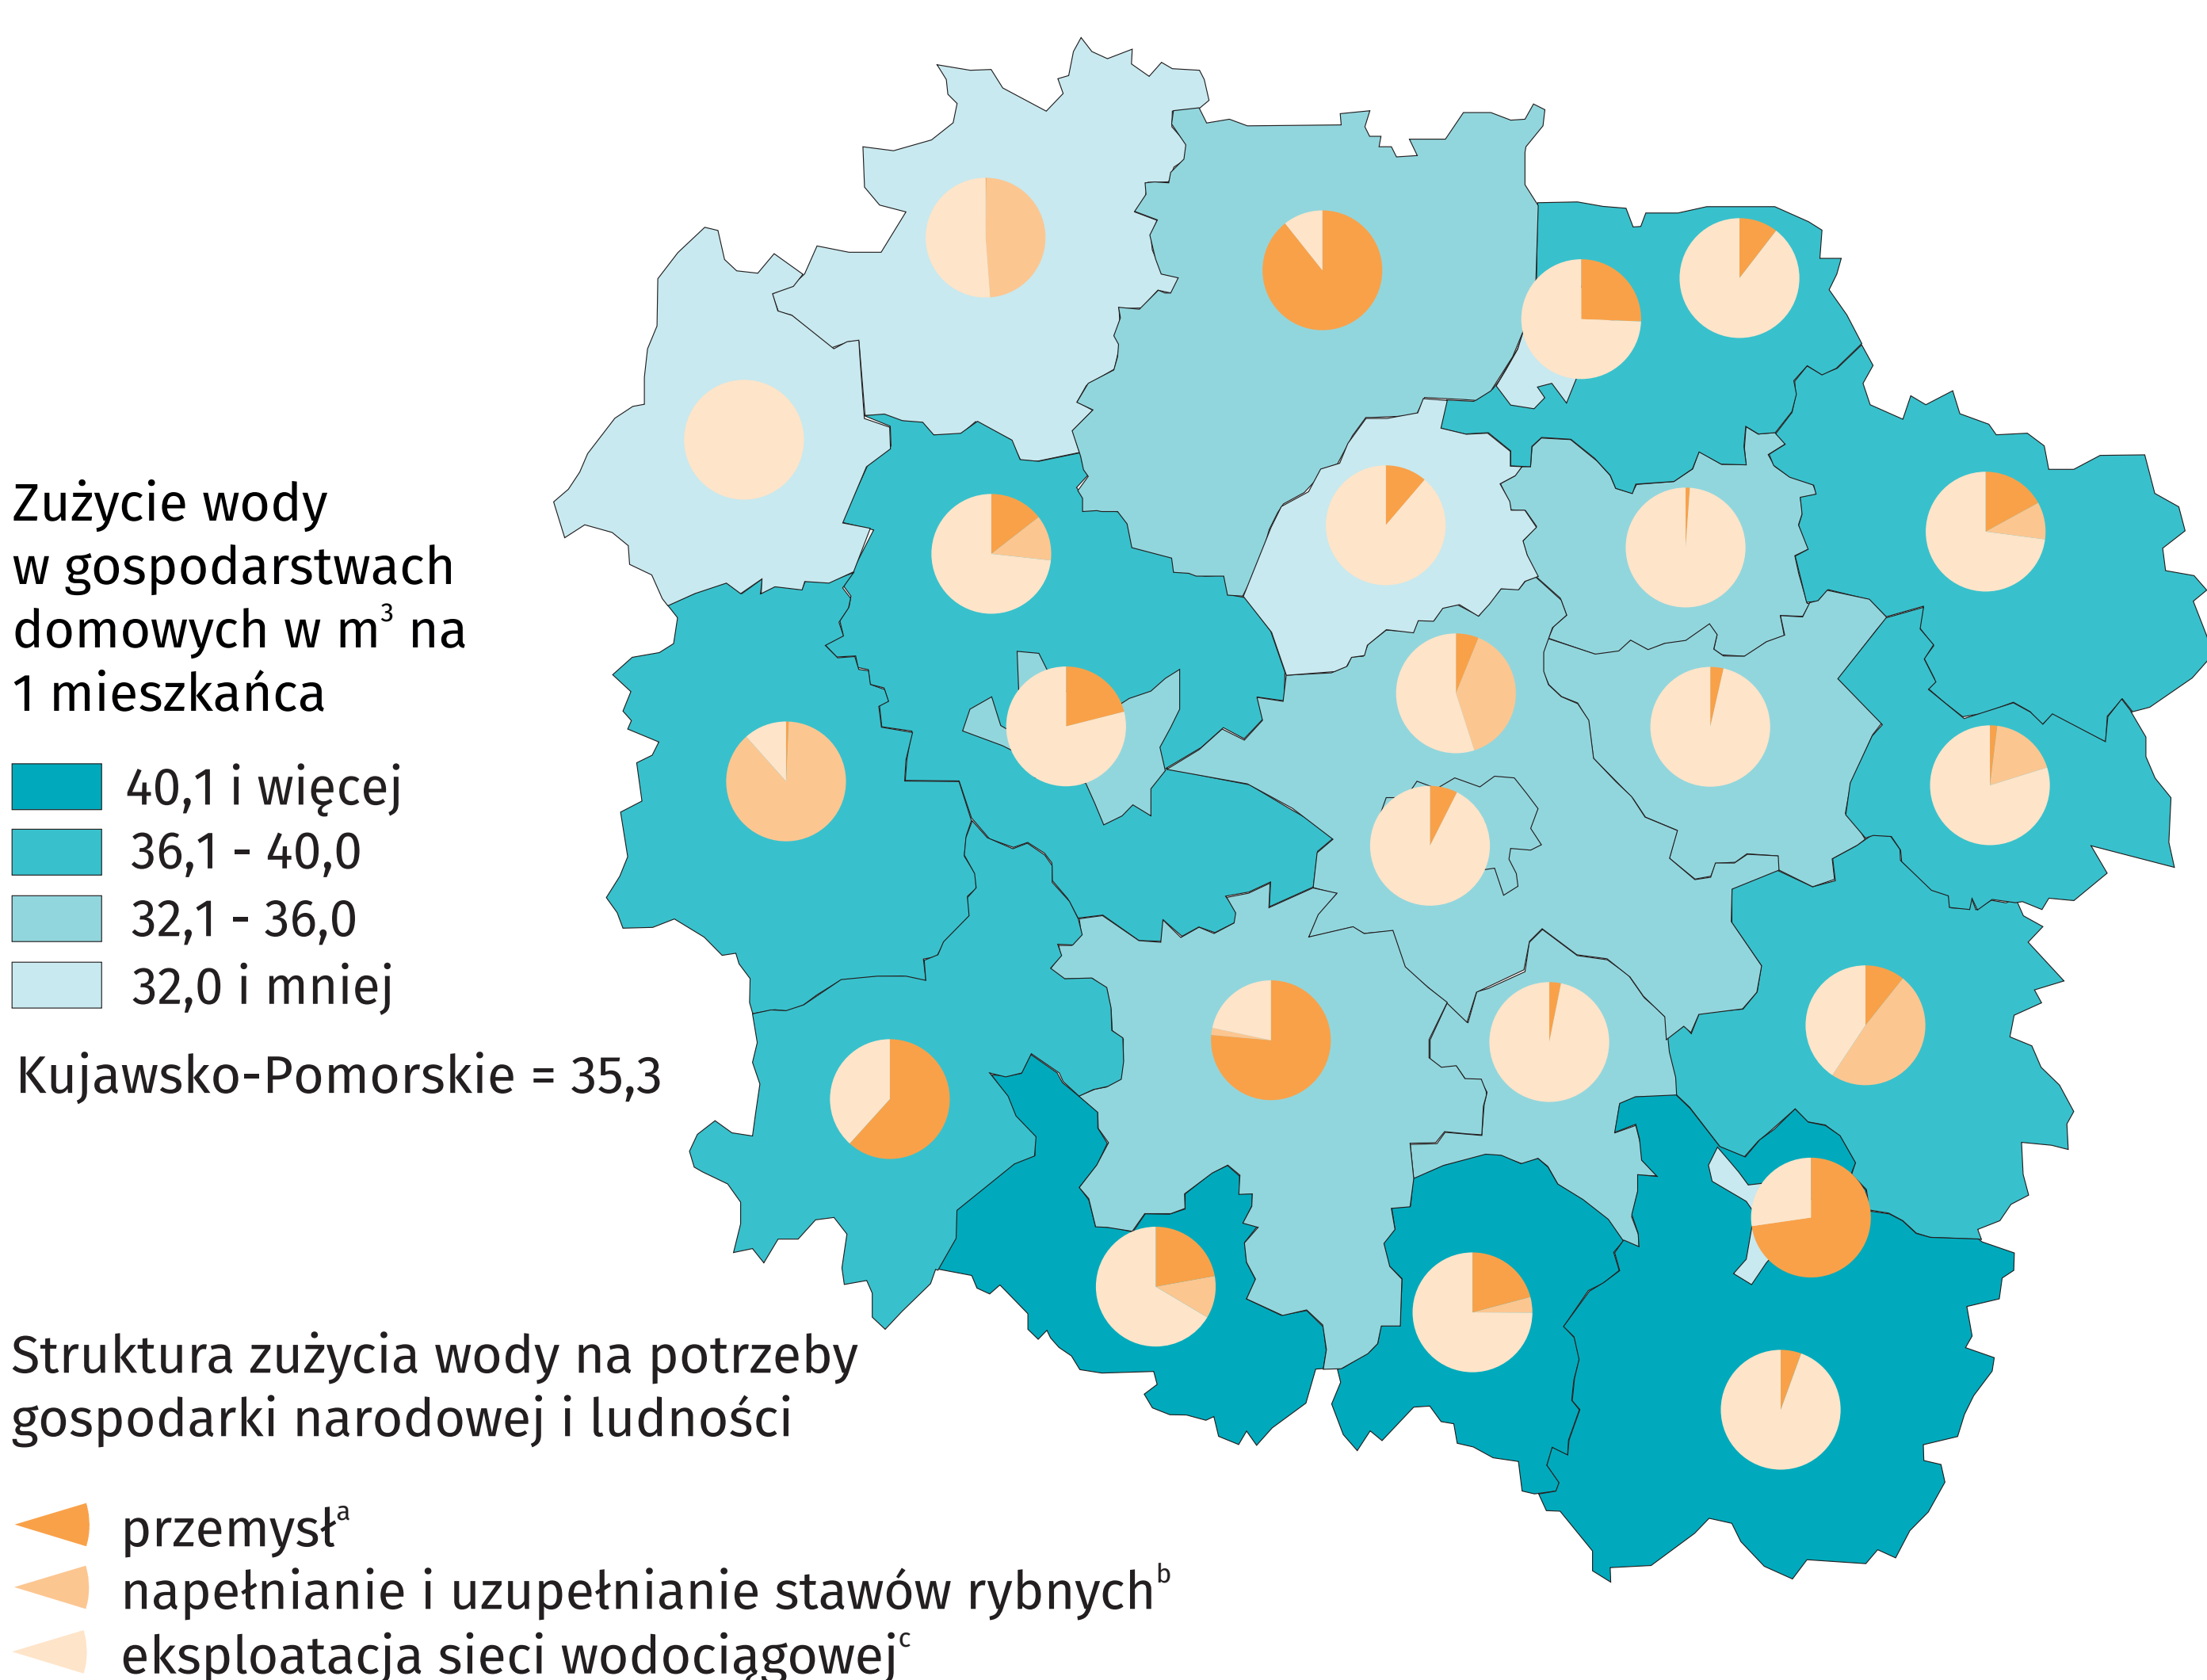 Zużycie wody
w gospodarstwach
domowych w m³ na
1 mieszkańca
40,1 i więcej
36,1 - 40,0
32,1 - 36,0
32,0 i mniej
Kujawsko-Pomorskie = 35,3
Struktura zużycia wody na potrzeby
gospodarki narodowej i ludności
przemysłᵃ
napełnianie i uzupełnianie stawów rybnychᵇ
eksploatacja sieci wodociągowejᶜ